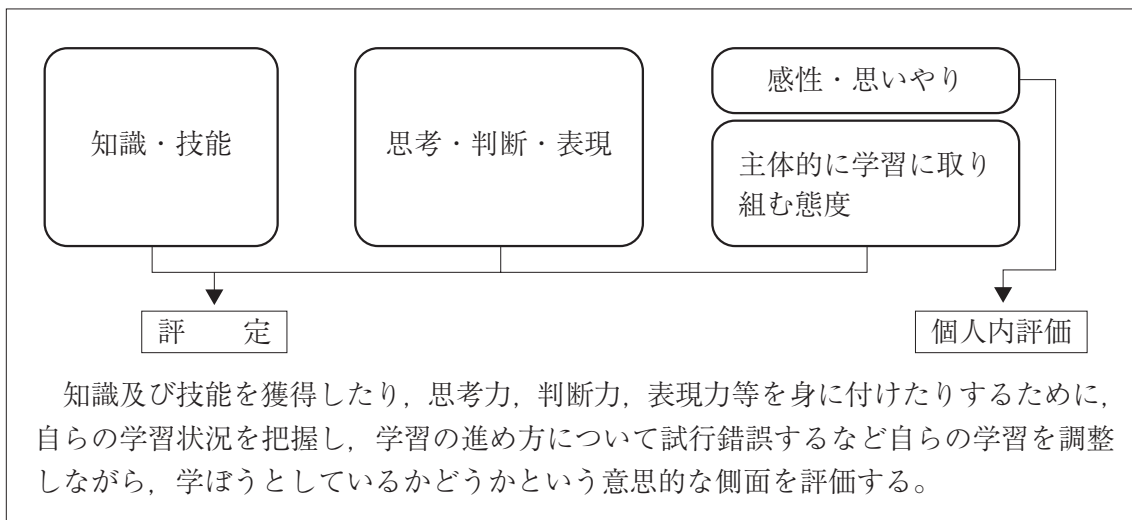 知識・技能
思考・判断・表現
感性・思いやり
主体的に学習に取り
組む態度
評　定
個人内評価
　知識及び技能を獲得したり，思考力，判断力，表現力等を身に付けたりするために，
自らの学習状況を把握し，学習の進め方について試行錯誤するなど自らの学習を調整
しながら，学ぼうとしているかどうかという意思的な側面を評価する。